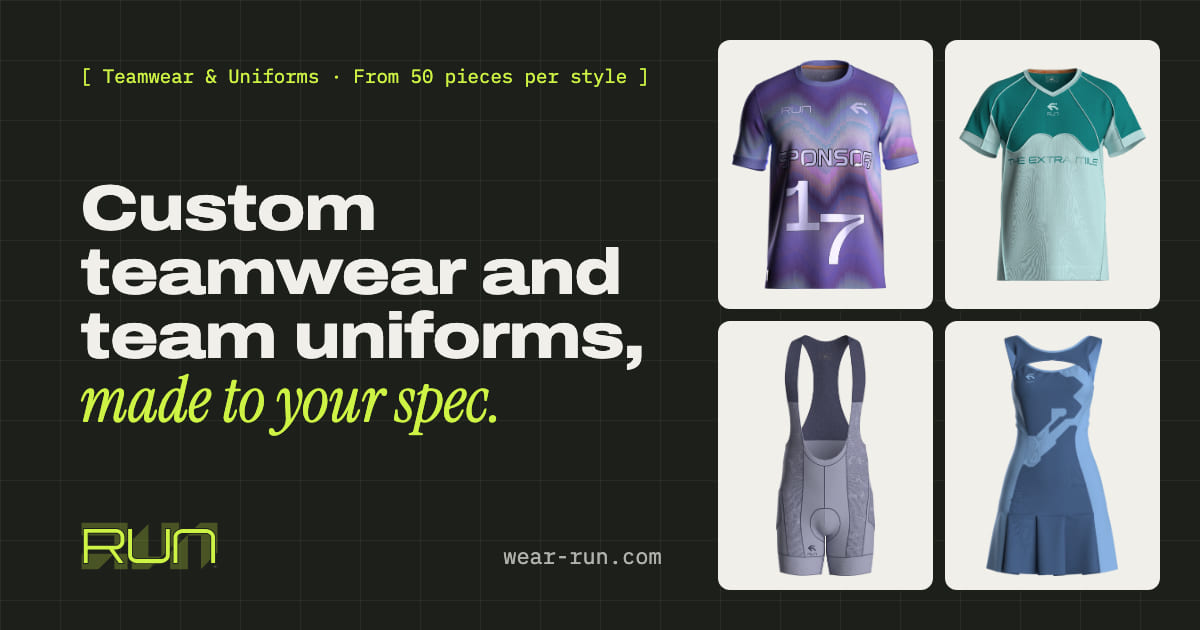 [ Teamwear & Uniforms · From 50 pieces per style ]
Custom
teamwear and
team uniforms,
made to your spec.
RUN
wear-run.com
RUN
SPONSOR
17
RUN
THE EXTRA MILE